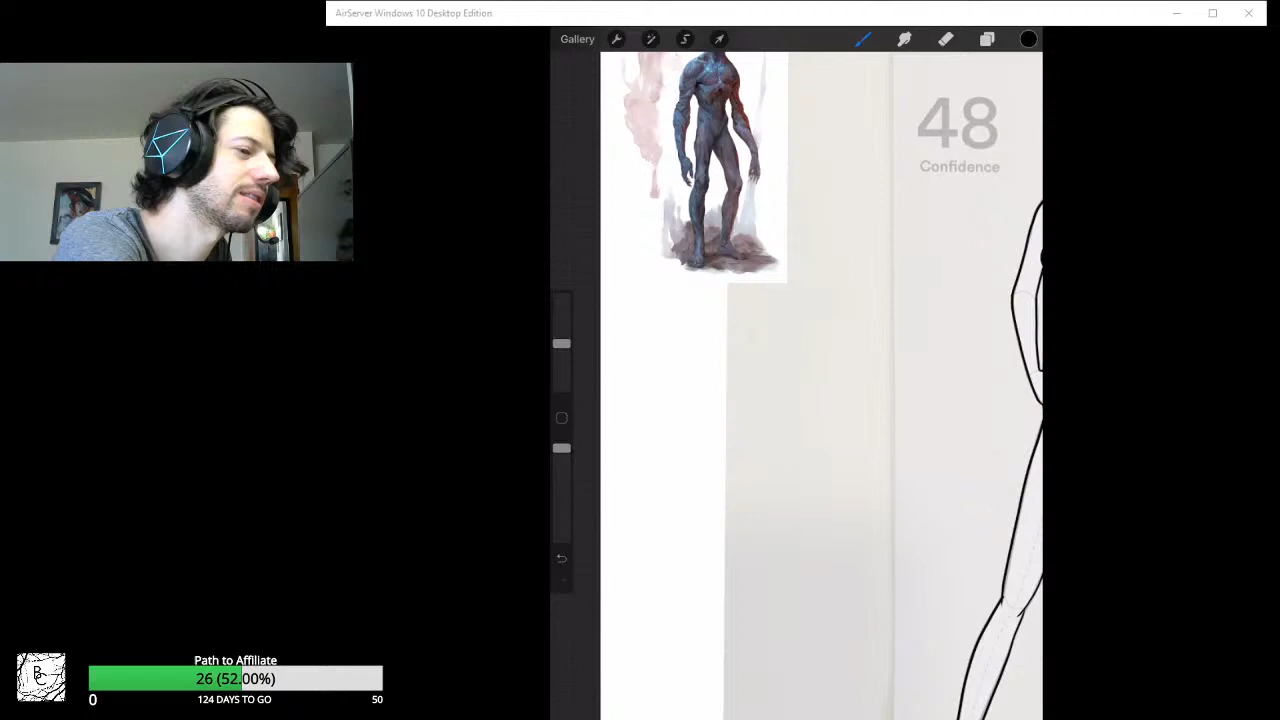 AirServer Windows 10 Desktop Edition
Gallery
48
Confidence
Path to Affiliate
26 (52.00%)
0
124 DAYS TO GO
50